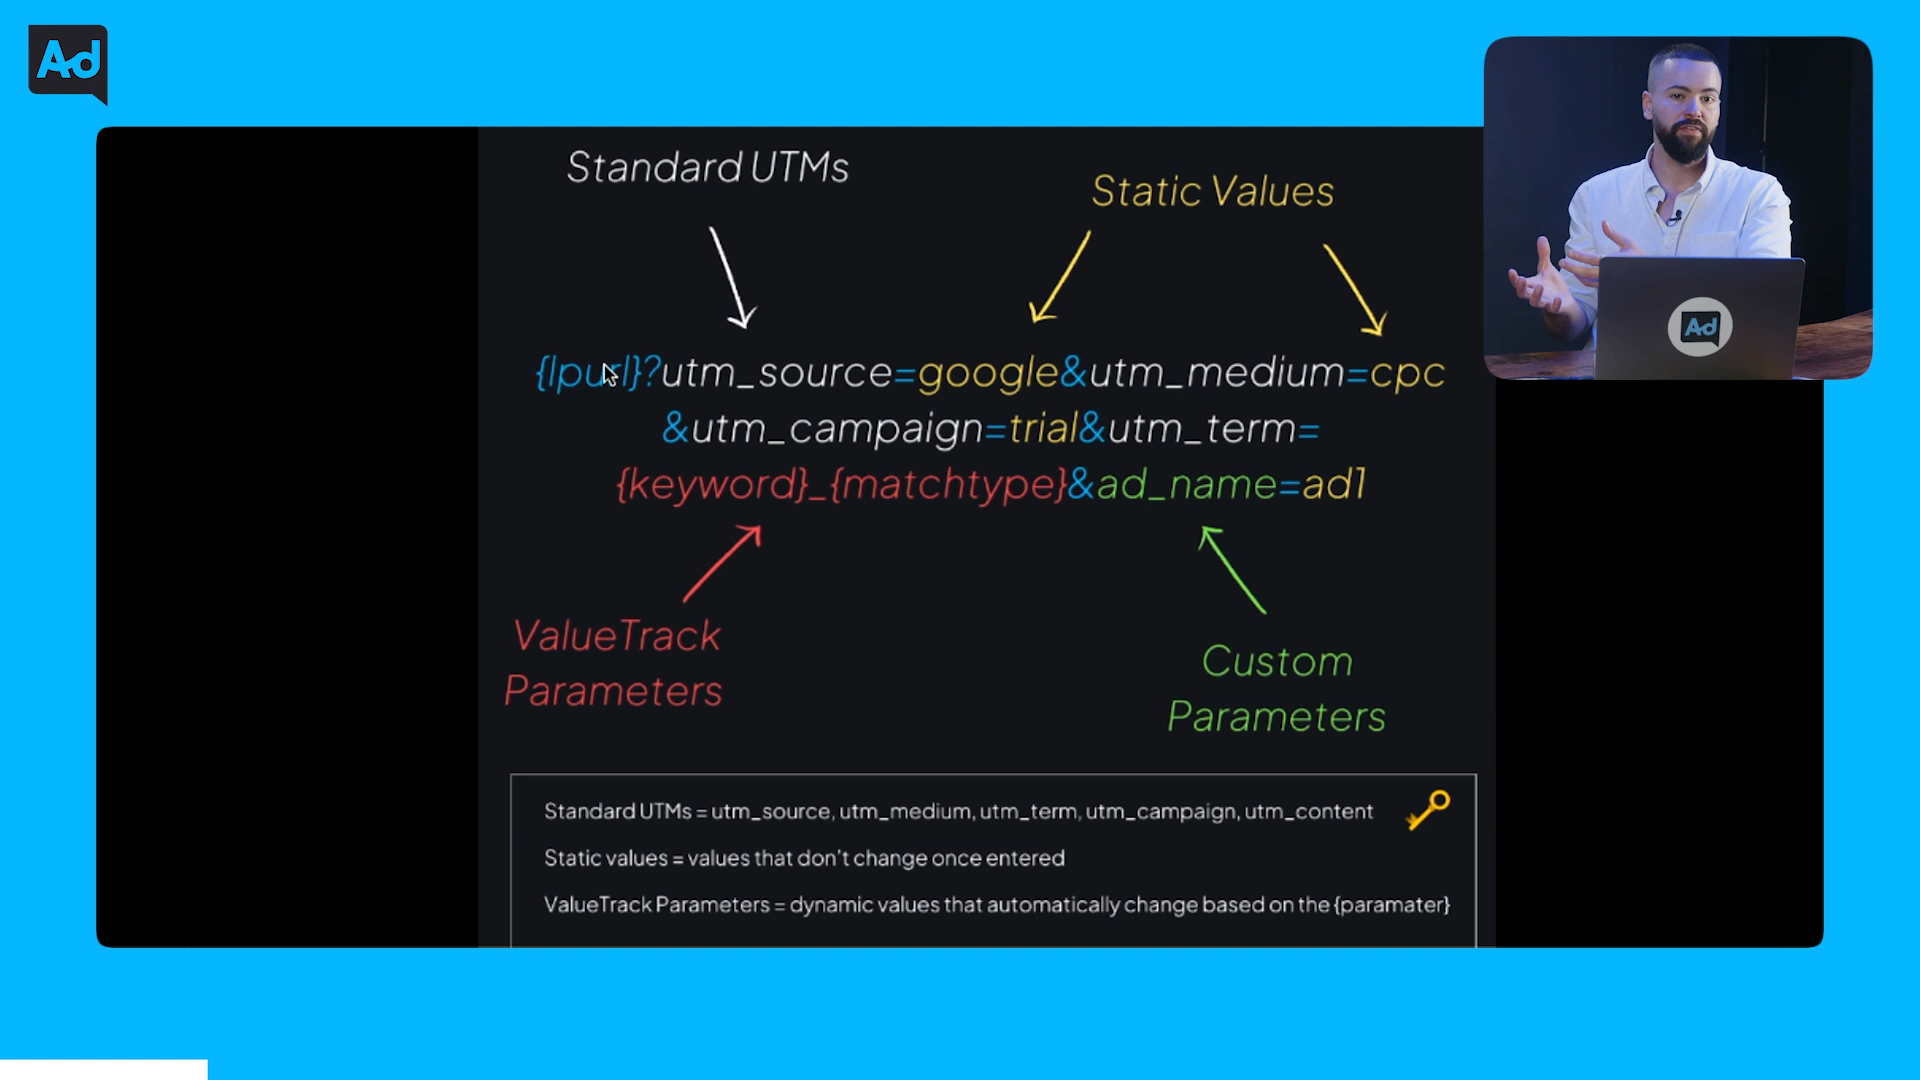 Ad
Standard UTMs
Static Values
Ad
{lpurl}?utm_source=google&utm_medium=cpc
&utm_campaign=trial&utm_term=
{keyword}_{matchtype}&ad_name=ad1
ValueTrack
Parameters
Custom
Parameters
Standard UTMs = utm_source, utm_medium, utm_term, utm_campaign, utm_content
Static values = values that don't change once entered
ValueTrack Parameters = dynamic values that automatically change based on the {paramater}